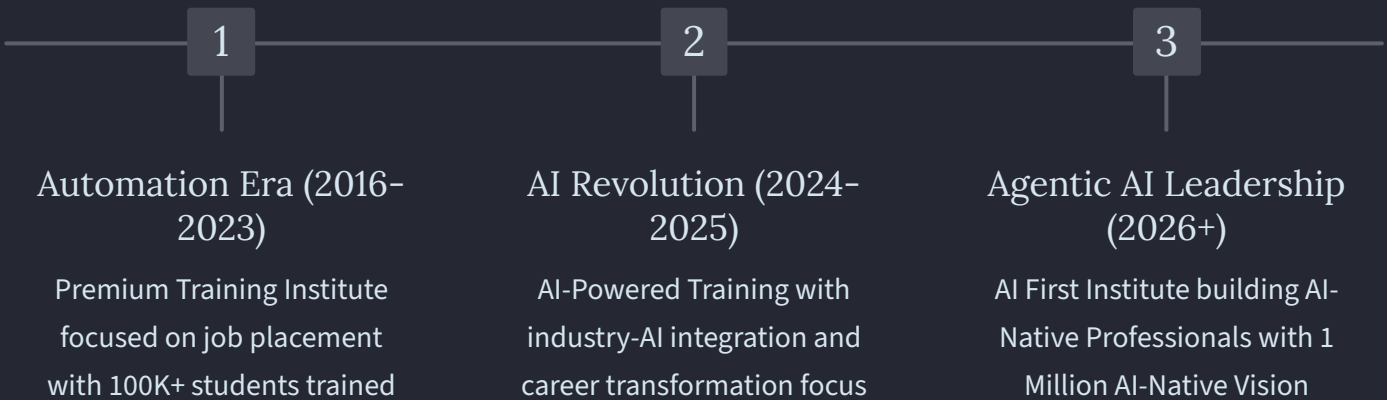 1
2
3
Automation Era (2016-
2023)
Premium Training Institute
focused on job placement
with 100K+ students trained
AI Revolution (2024-
2025)
AI-Powered Training with
industry-AI integration and
career transformation focus
Agentic AI Leadership
(2026+)
AI First Institute building AI-
Native Professionals with 1
Million AI-Native Vision